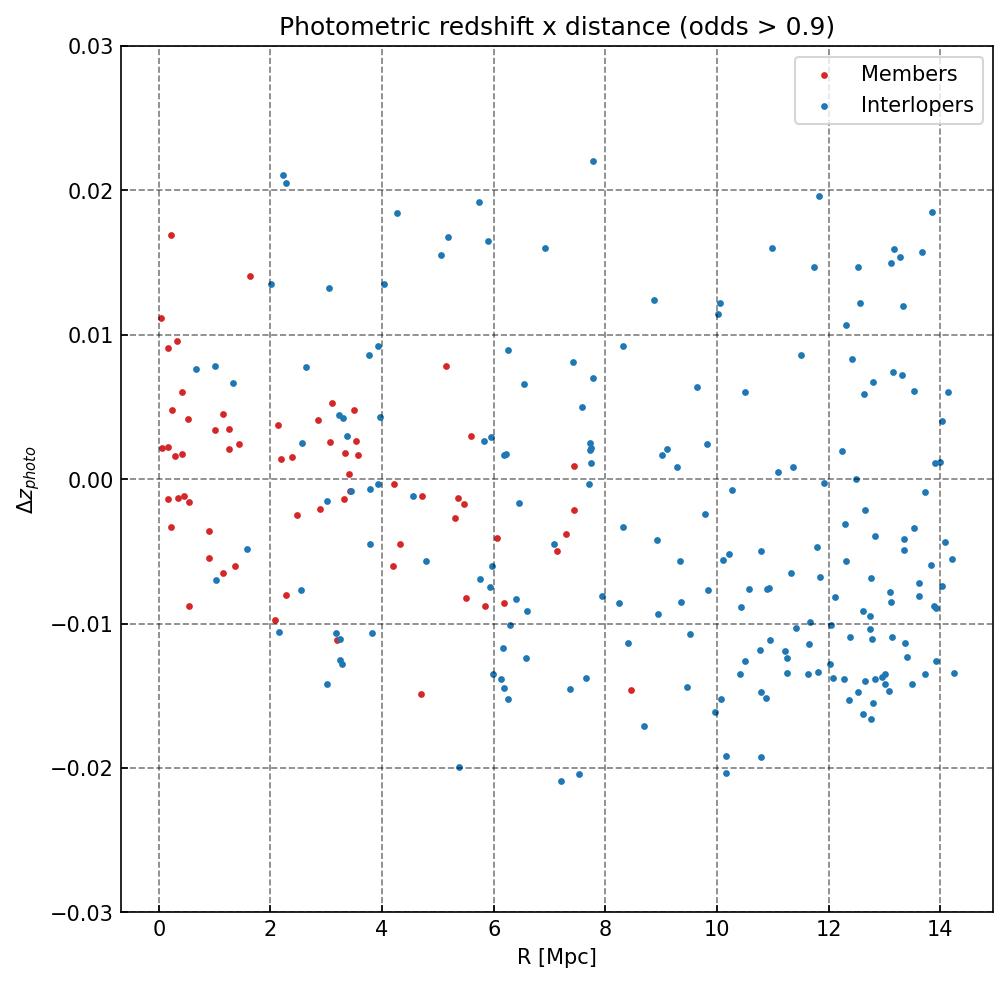 Photometric redshift x distance (odds > 0.9)
Members
Interlopers
0.03
0.02
0.01
0.00
−0.01
−0.02
−0.03
Δz_photo
0 2 4 6 8 10 12 14
R [Mpc]